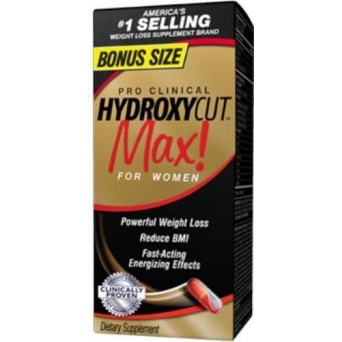 AMERICA'S
#1 SELLING
WEIGHT LOSS SUPPLEMENT BRAND
BONUS SIZE
PRO CLINICAL
HYDROXYCUT™
Max!
FOR WOMEN
Powerful Weight Loss
Reduce BMI
Fast-Acting
Energizing Effects
CLINICALLY
PROVEN
Dietary Supplement